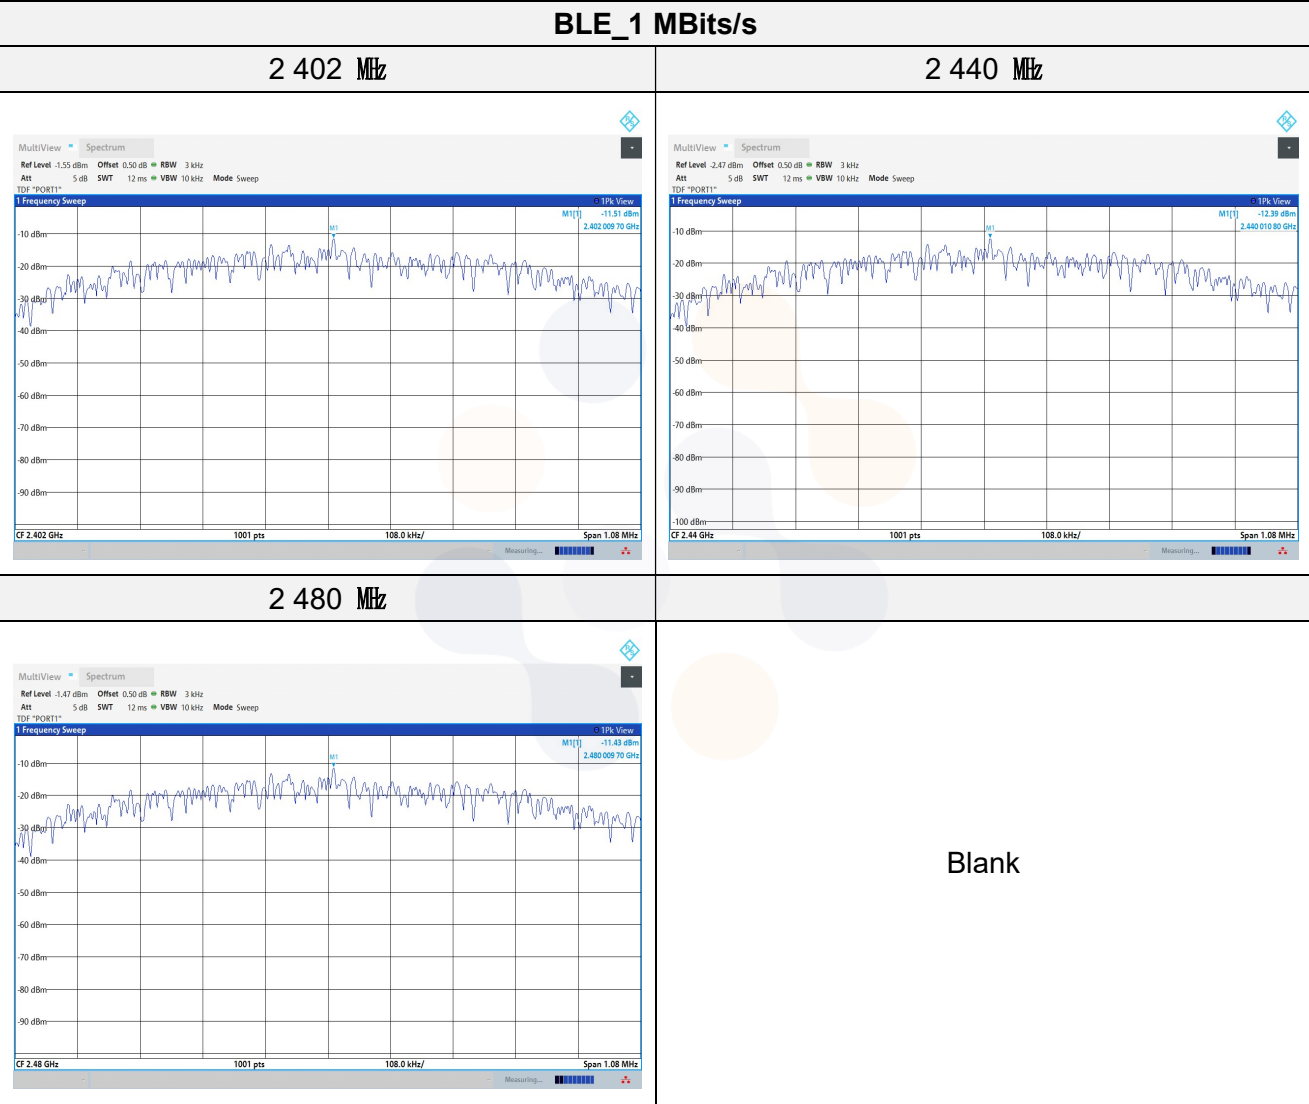 BLE_1 MBits/s
2 402 ㎒
2 440 ㎒
MultiView Spectrum
Ref Level -1.55 dBm Offset 0.50 dB RBW 3 kHz
Att 5 dB SWT 12 ms VBW 10 kHz Mode Sweep
TDF "PORT1"
1 Frequency Sweep 1Pk View
M1[1] -11.51 dBm
2.402 009 70 GHz
M1
-10 dBm
-20 dBm
-30 dBm
-40 dBm
-50 dBm
-60 dBm
-70 dBm
-80 dBm
-90 dBm
CF 2.402 GHz 1001 pts 108.0 kHz/ Span 1.08 MHz
Measuring...
MultiView Spectrum
Ref Level -2.47 dBm Offset 0.50 dB RBW 3 kHz
Att 5 dB SWT 12 ms VBW 10 kHz Mode Sweep
TDF "PORT1"
1 Frequency Sweep 1Pk View
M1[1] -12.39 dBm
2.440 010 80 GHz
M1
-10 dBm
-20 dBm
-30 dBm
-40 dBm
-50 dBm
-60 dBm
-70 dBm
-80 dBm
-90 dBm
-100 dBm
CF 2.44 GHz 1001 pts 108.0 kHz/ Span 1.08 MHz
Measuring...
2 480 ㎒
MultiView Spectrum
Ref Level -1.47 dBm Offset 0.50 dB RBW 3 kHz
Att 5 dB SWT 12 ms VBW 10 kHz Mode Sweep
TDF "PORT1"
1 Frequency Sweep 1Pk View
M1[1] -11.43 dBm
2.480 009 70 GHz
M1
-10 dBm
-20 dBm
-30 dBm
-40 dBm
-50 dBm
-60 dBm
-70 dBm
-80 dBm
-90 dBm
CF 2.48 GHz 1001 pts 108.0 kHz/ Span 1.08 MHz
Measuring...
Blank